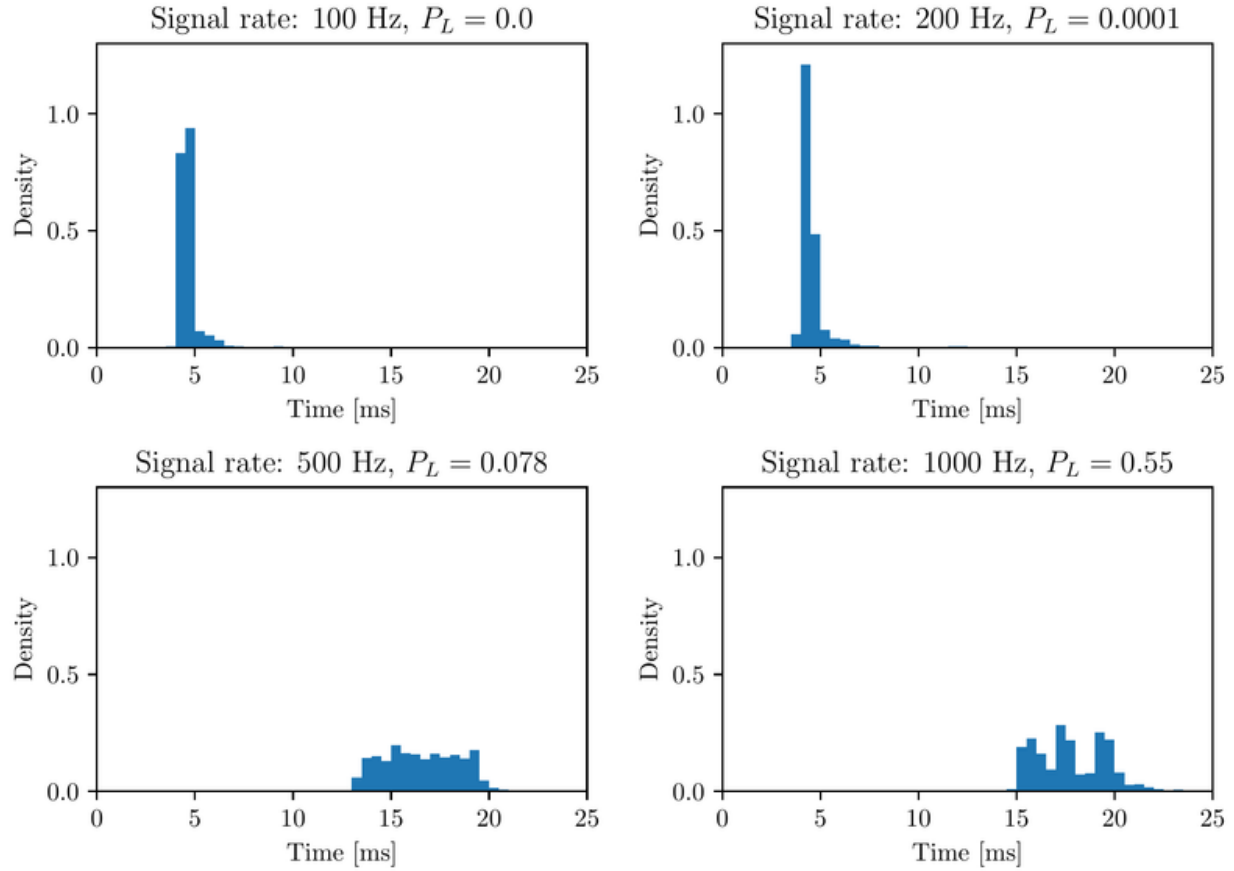 Signal rate: 100 Hz, P_L = 0.0
1.0
0.5
0.0
Density
0 5 10 15 20 25
Time [ms]
Signal rate: 200 Hz, P_L = 0.0001
1.0
0.5
0.0
Density
0 5 10 15 20 25
Time [ms]
Signal rate: 500 Hz, P_L = 0.078
1.0
0.5
0.0
Density
0 5 10 15 20 25
Time [ms]
Signal rate: 1000 Hz, P_L = 0.55
1.0
0.5
0.0
Density
0 5 10 15 20 25
Time [ms]